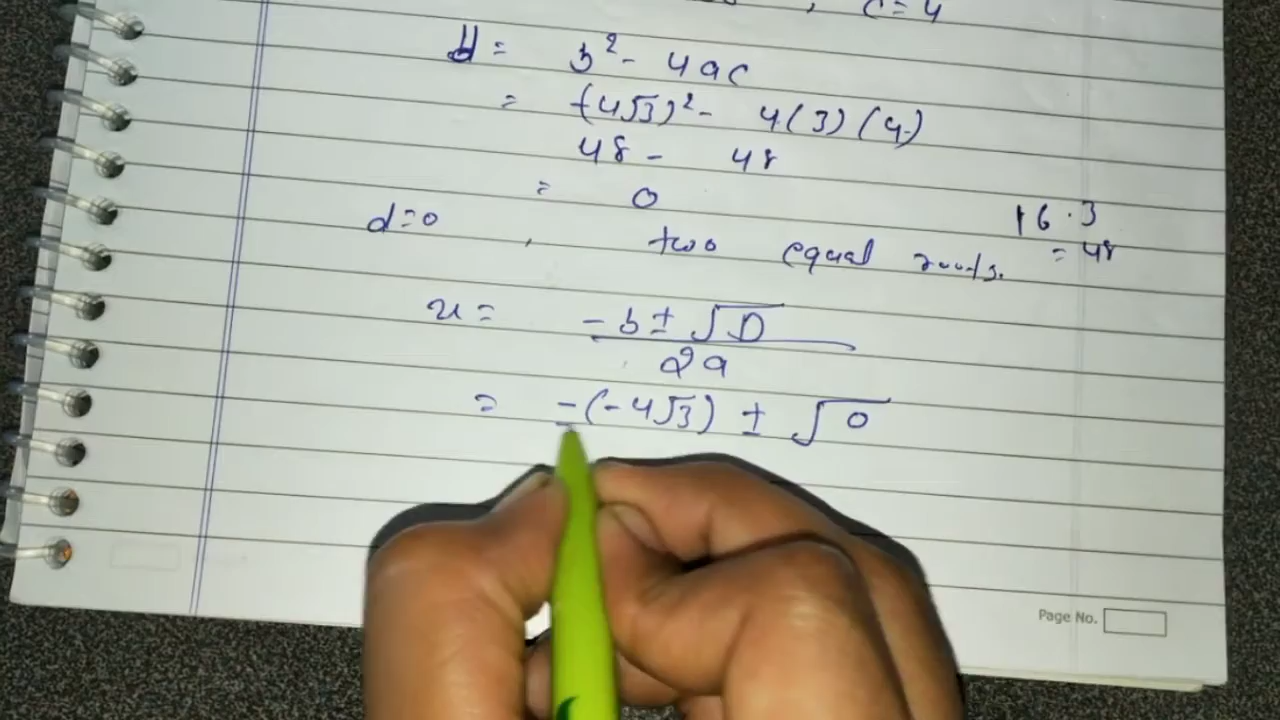 , c = 4
d = b² - 4ac
= (-4√3)² - 4(3)(4)
48 - 48
= 0
16 · 3
= 48
d = 0 , two equal roots.
x = -b ± √D
2a
= -(-4√3) ± √0
Page No.